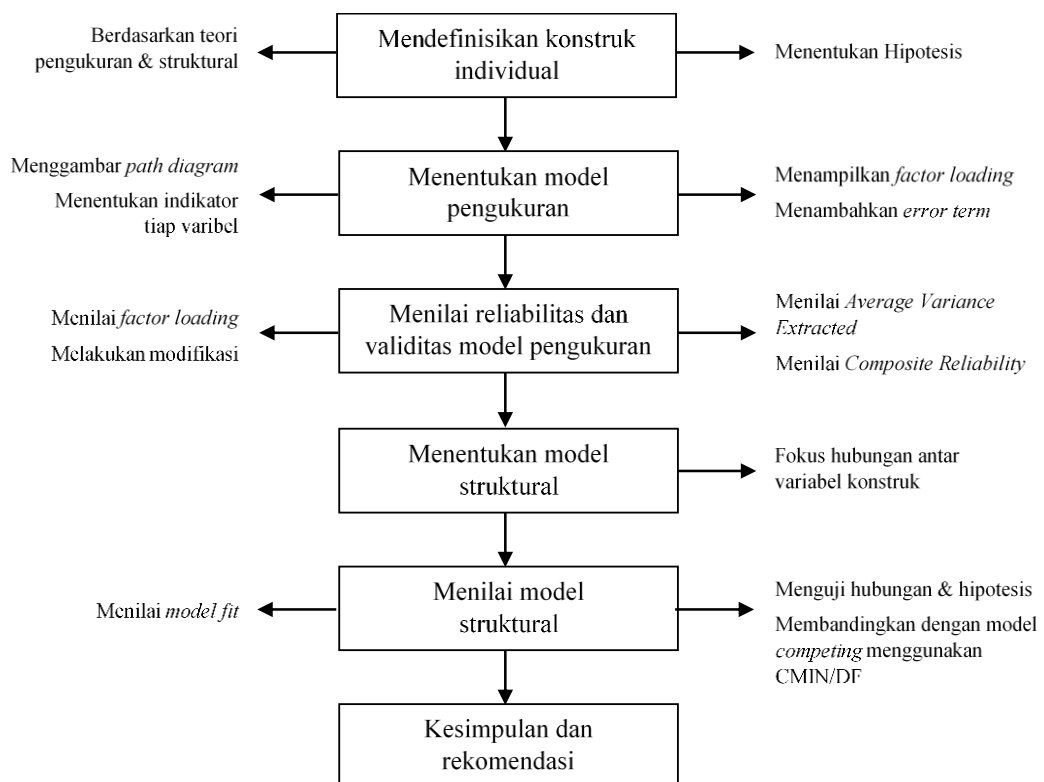 Berdasarkan teori
pengukuran & struktural
Mendefinisikan konstruk
individual
Menentukan Hipotesis
Menggambar path diagram
Menentukan indikator
tiap varibel
Menentukan model
pengukuran
Menampilkan factor loading
Menambahkan error term
Menilai factor loading
Melakukan modifikasi
Menilai reliabilitas dan
validitas model pengukuran
Menilai Average Variance
Extracted
Menilai Composite Reliability
Menentukan model
struktural
Fokus hubungan antar
variabel konstruk
Menilai model fit
Menilai model
struktural
Menguji hubungan & hipotesis
Membandingkan dengan model
competing menggunakan
CMIN/DF
Kesimpulan dan
rekomendasi